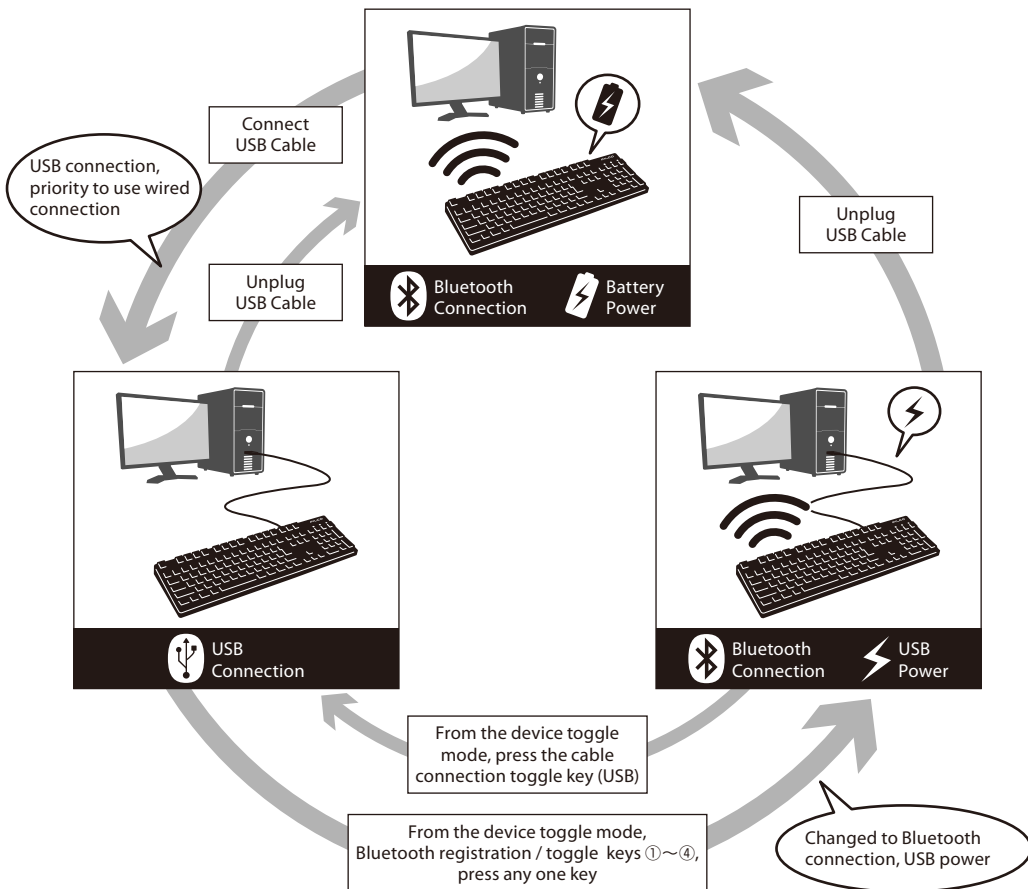 Connect
USB Cable
USB connection,
priority to use wired
connection
Unplug
USB Cable
Unplug
USB Cable
Bluetooth
Connection
Battery
Power
USB
Connection
Bluetooth
Connection
USB
Power
From the device toggle
mode, press the cable
connection toggle key (USB)
From the device toggle mode,
Bluetooth registration / toggle keys ①～④,
press any one key
Changed to Bluetooth
connection, USB power